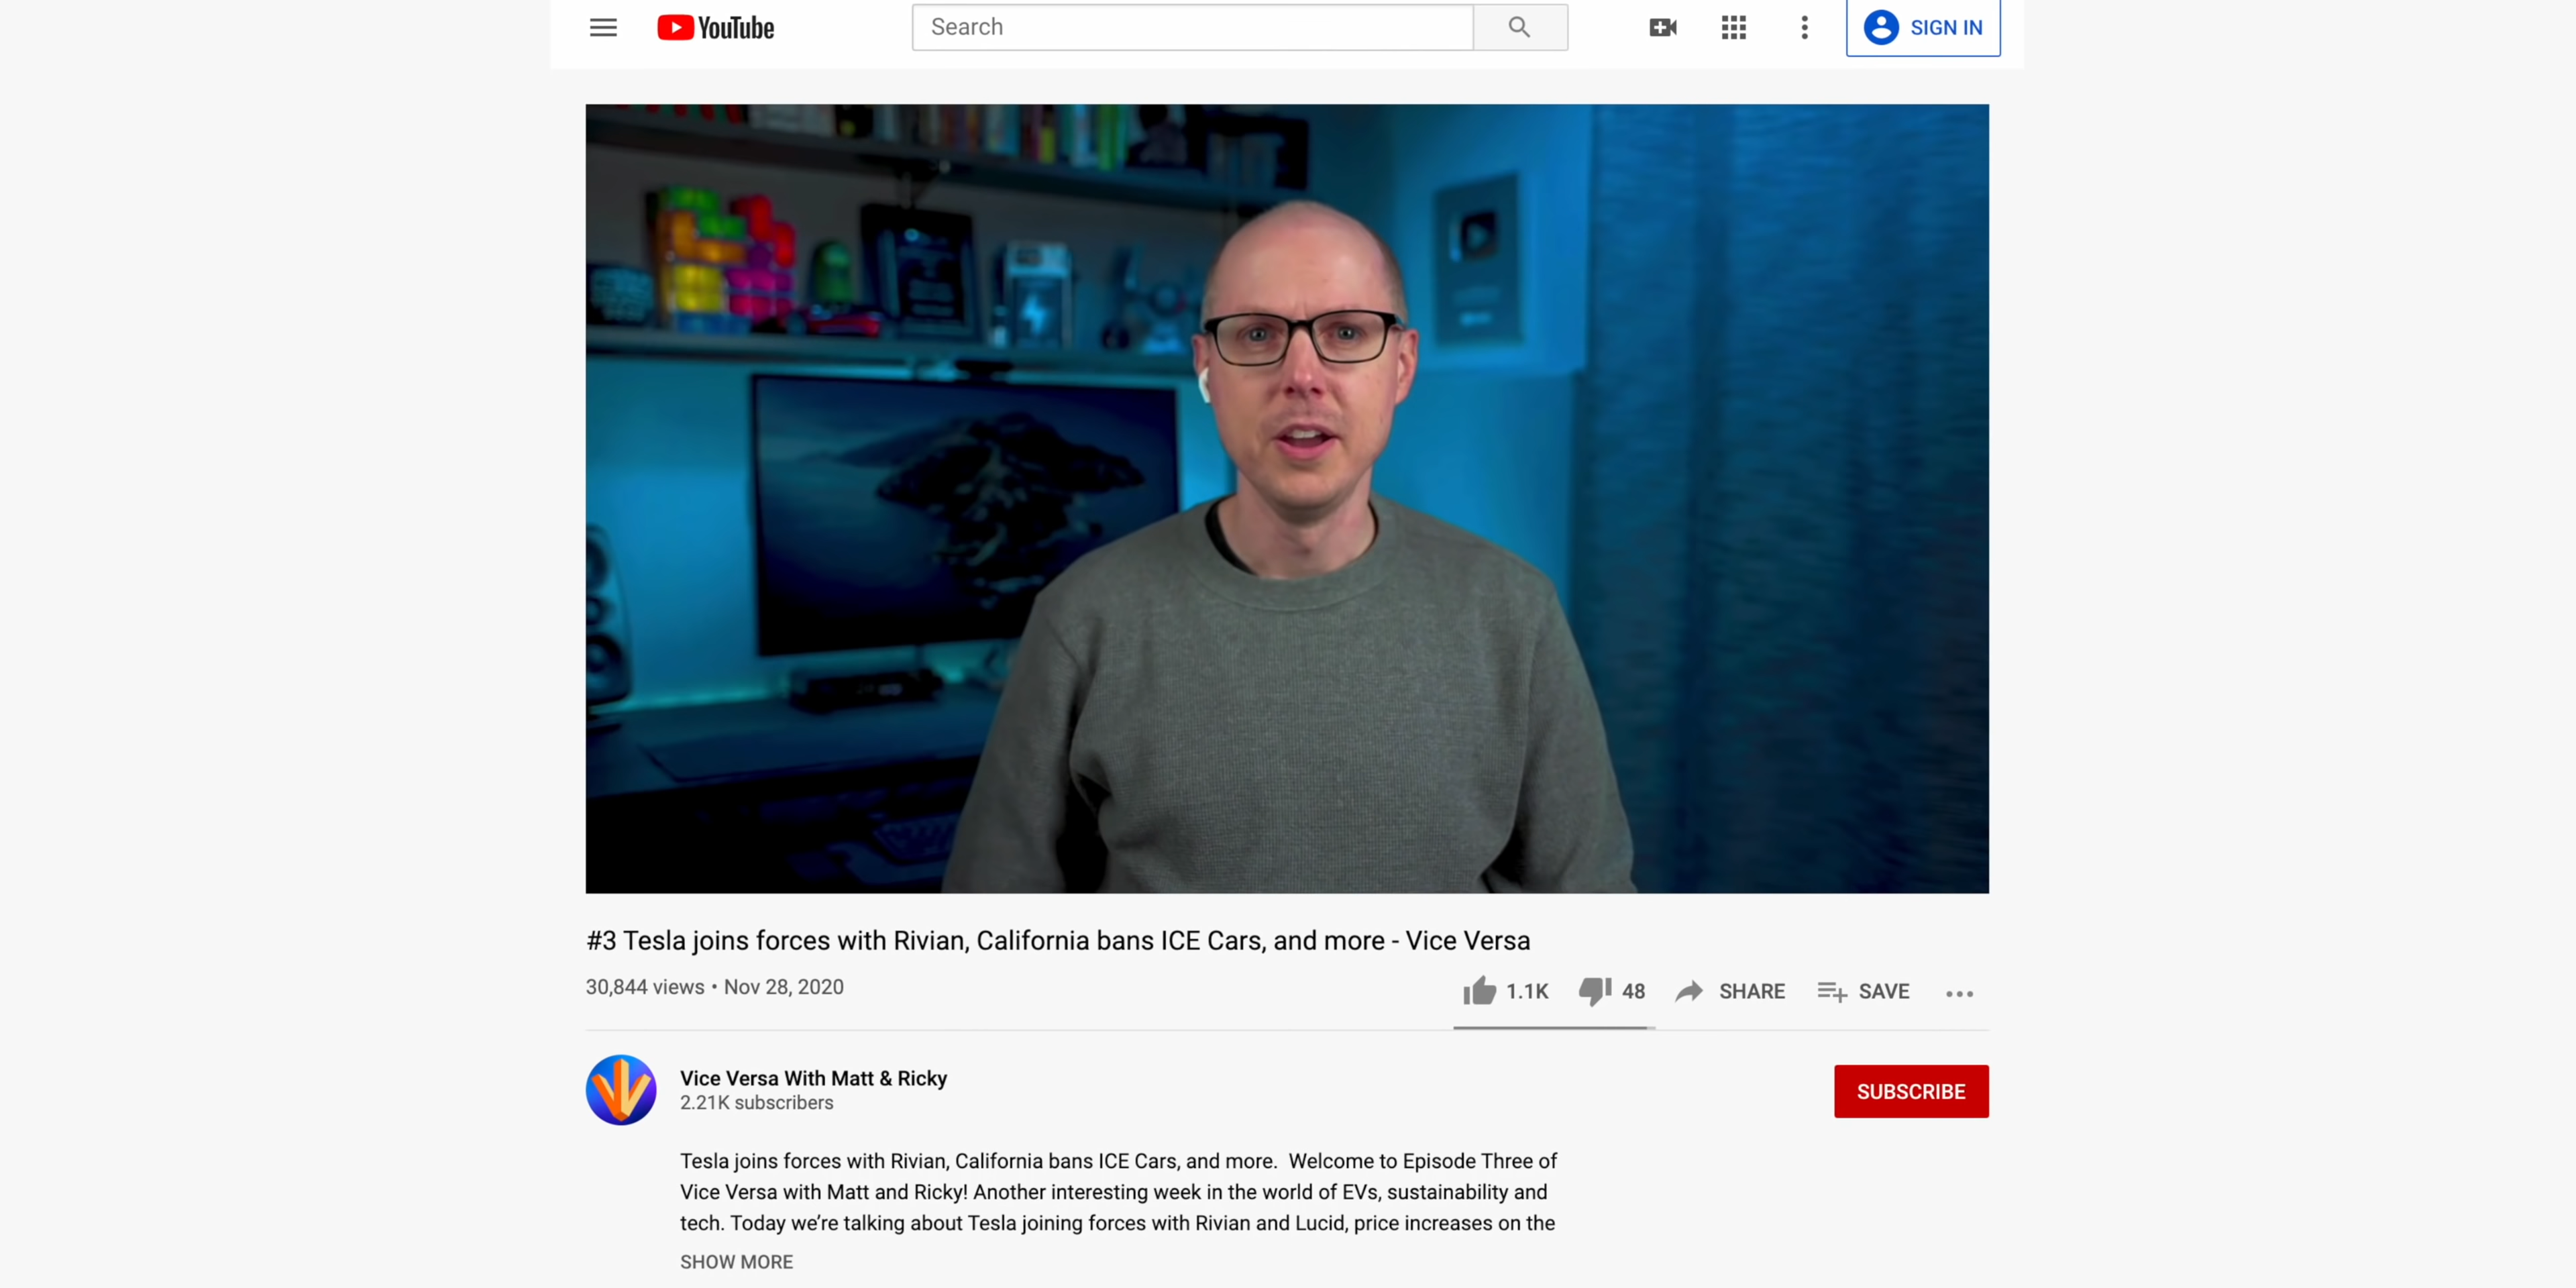 YouTube
Search
SIGN IN
#3 Tesla joins forces with Rivian, California bans ICE Cars, and more - Vice Versa
30,844 views • Nov 28, 2020
1.1K
48
SHARE
SAVE
Vice Versa With Matt & Ricky
2.21K subscribers
SUBSCRIBE
Tesla joins forces with Rivian, California bans ICE Cars, and more.  Welcome to Episode Three of
Vice Versa with Matt and Ricky! Another interesting week in the world of EVs, sustainability and
tech. Today we’re talking about Tesla joining forces with Rivian and Lucid, price increases on the
SHOW MORE